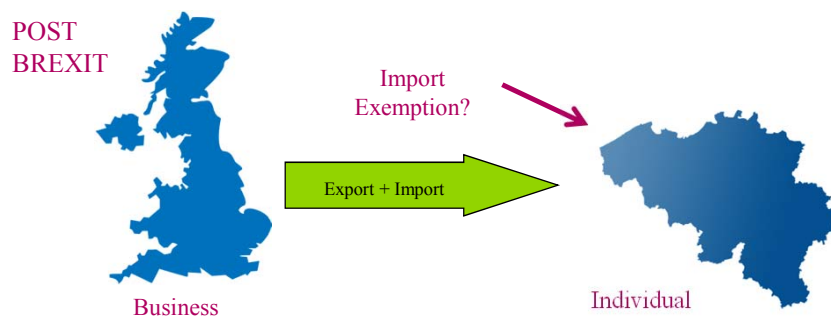 POST
BREXIT
Import
Exemption?
Export + Import
Business
Individual